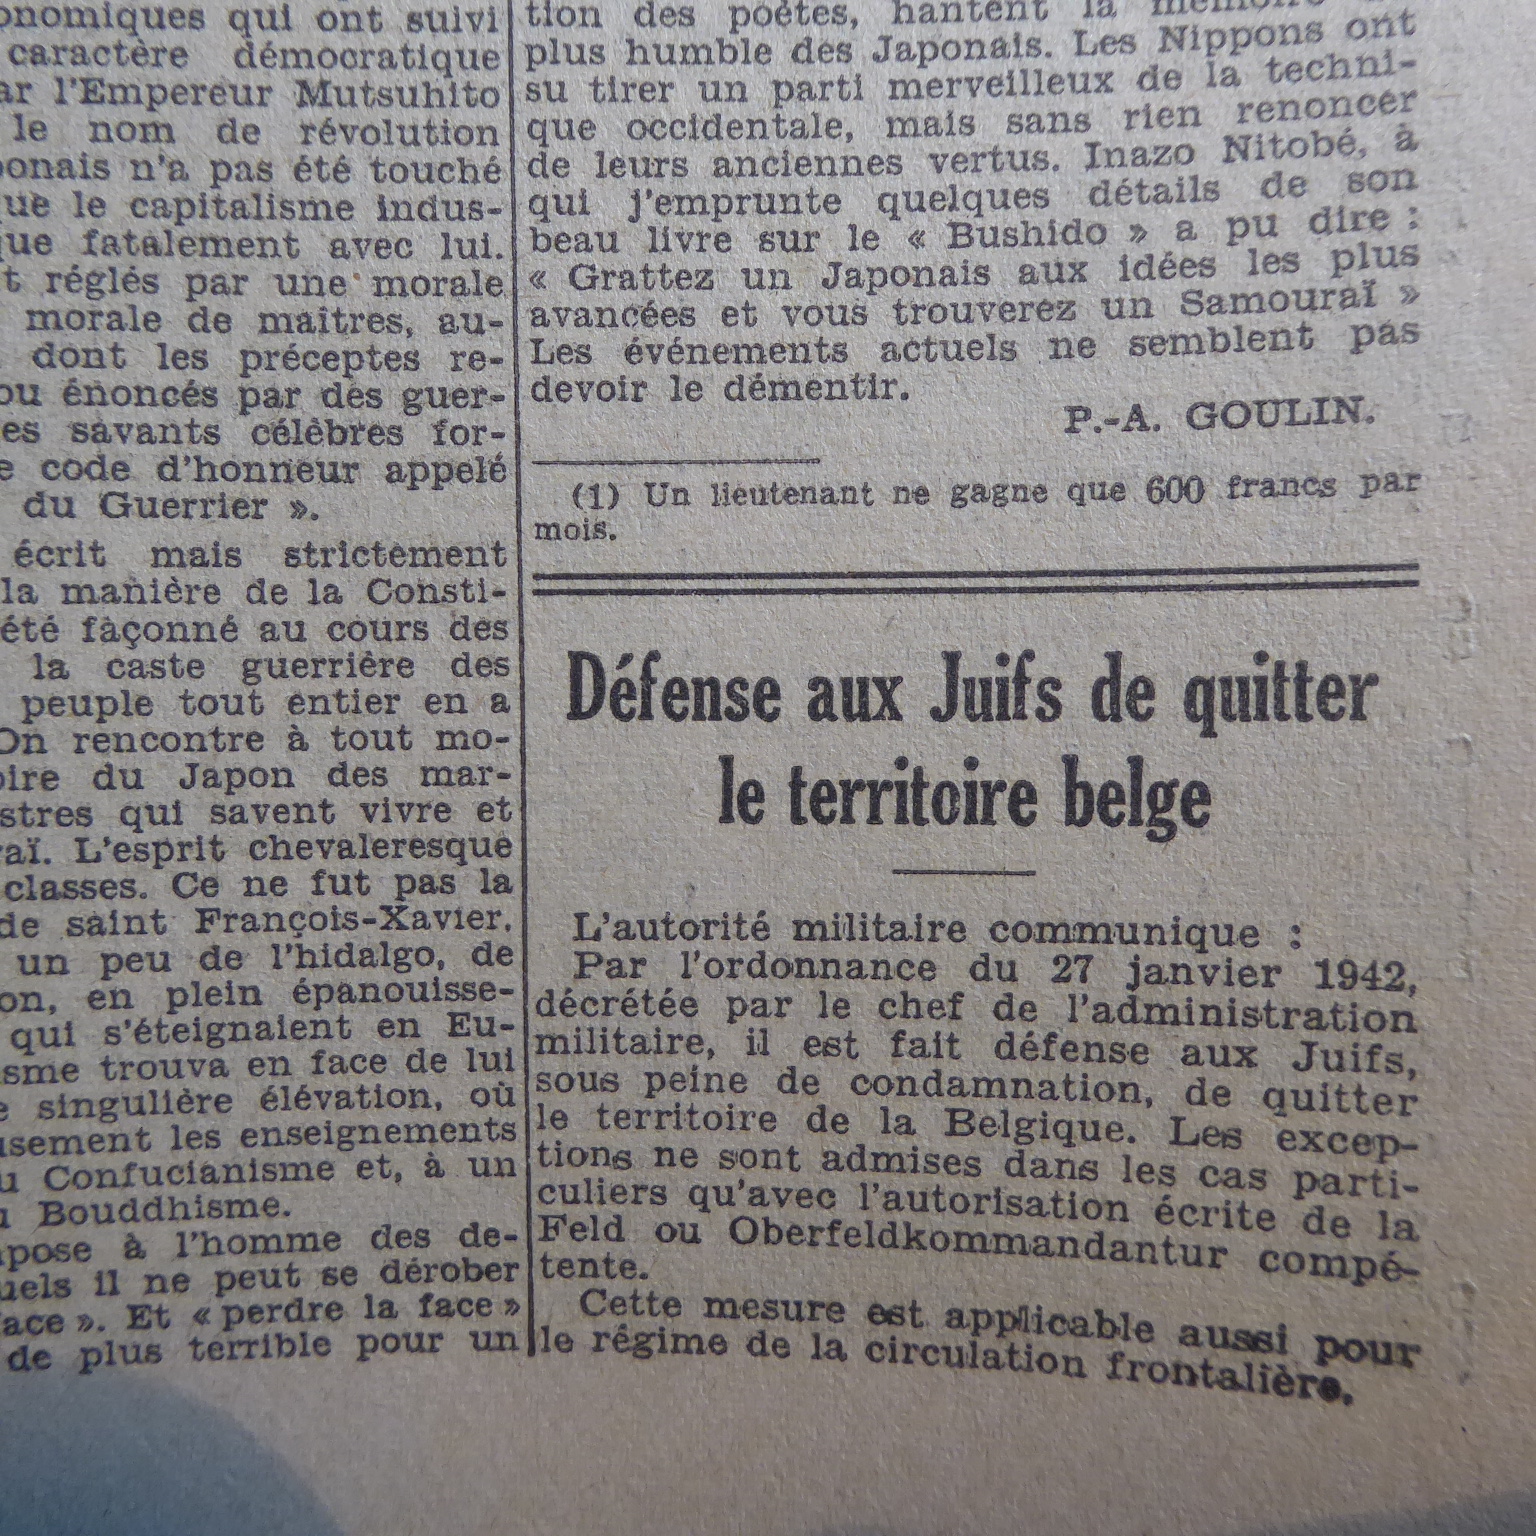 onomiques qui ont suivi
caractère démocratique
ar l'Empereur Mutsuhito
le nom de révolution
ponais n'a pas été touché
que le capitalisme indus-
que fatalement avec lui.
t réglés par une morale
morale de maîtres, au-
dont les préceptes re-
ou énoncés par des guer-
es savants célèbres for-
e code d'honneur appelé
du Guerrier ».
écrit mais strictement
la manière de la Consti-
été façonné au cours des
la caste guerrière des
peuple tout entier en a
On rencontre à tout mo-
oire du Japon des mar-
stres qui savent vivre et
raï. L'esprit chevaleresque
classes. Ce ne fut pas la
de saint François-Xavier.
un peu de l'hidalgo, de
on, en plein épanouisse-
qui s'éteignaient en Eu-
sme trouva en face de lui
e singulière élévation, où
usement les enseignements
u Confucianisme et, à un
u Bouddhisme.
pose à l'homme des de-
uels il ne peut se dérober
ace ». Et « perdre la face »
de plus terrible pour un
tion des poètes, hantent la
plus humble des Japonais. Les Nippons ont
su tirer un parti merveilleux de la techni-
que occidentale, mais sans rien renoncer
de leurs anciennes vertus. Inazo Nitobé, à
qui j'emprunte quelques détails de son
beau livre sur le « Bushido » a pu dire :
« Grattez un Japonais aux idées les plus
avancées et vous trouverez un Samouraï »
Les événements actuels ne semblent pas
devoir le démentir.
P.-A. GOULIN.
(1) Un lieutenant ne gagne que 600 francs par
mois.
Défense aux Juifs de quitter
le territoire belge
L'autorité militaire communique :
Par l'ordonnance du 27 janvier 1942,
décrétée par le chef de l'administration
militaire, il est fait défense aux Juifs,
sous peine de condamnation, de quitter
le territoire de la Belgique. Les excep-
tions ne sont admises dans les cas parti-
culiers qu'avec l'autorisation écrite de la
Feld ou Oberfeldkommandantur compé-
tente.
Cette mesure est applicable aussi pour
le régime de la circulation frontalière.